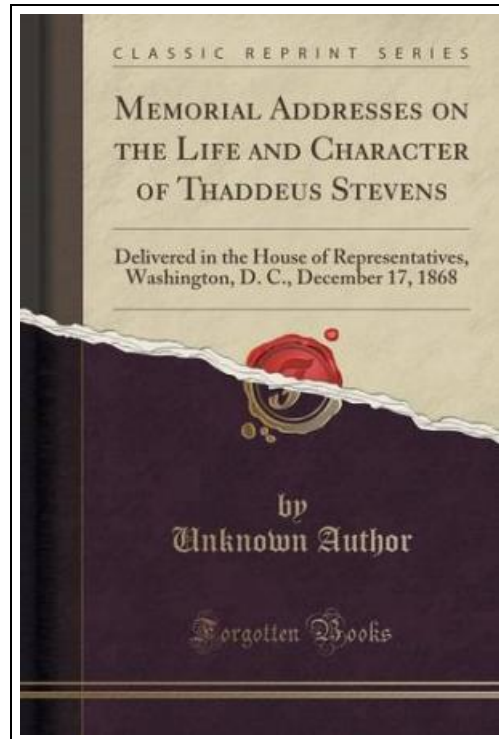 CLASSIC REPRINT SERIES
MEMORIAL ADDRESSES ON
THE LIFE AND CHARACTER
OF THADDEUS STEVENS
Delivered in the House of Representatives,
Washington, D. C., December 17, 1868
by
Unknown Author
Forgotten Books